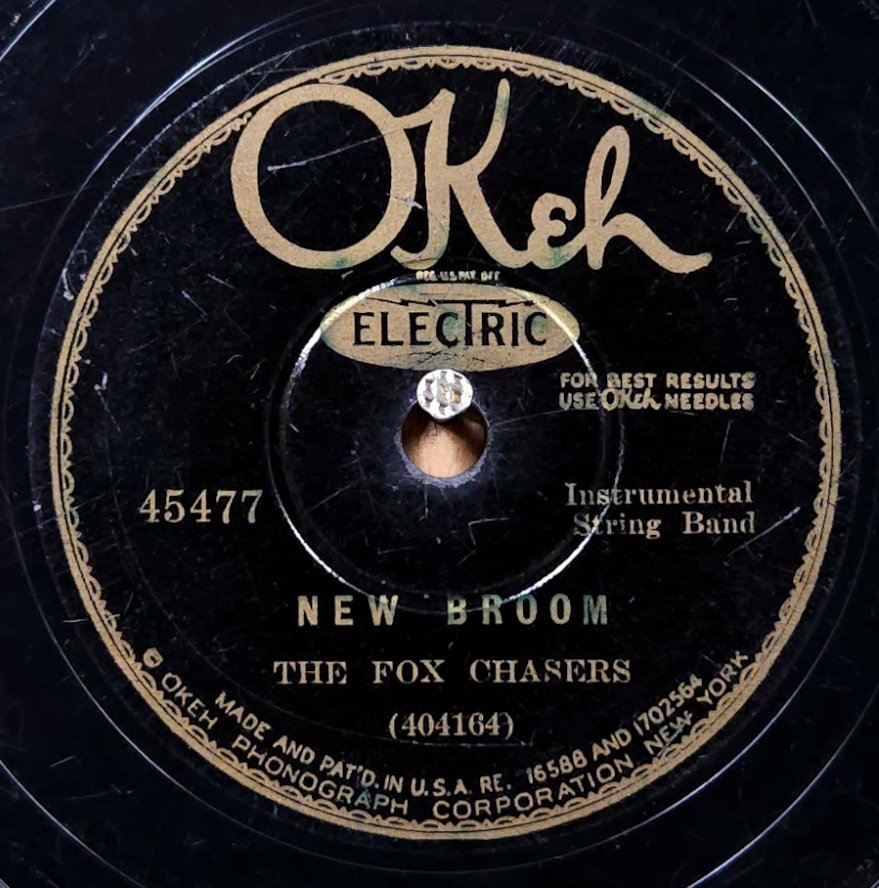 OKeh
REG. U.S. PAT. OFF.
ELECTRIC
FOR BEST RESULTS
USE OKeh NEEDLES
45477
Instrumental
String Band
NEW BROOM
THE FOX CHASERS
(404164)
MADE AND PAT'D. IN U.S.A. RE. 16588 AND 1702564
OKEH PHONOGRAPH CORPORATION NEW YORK